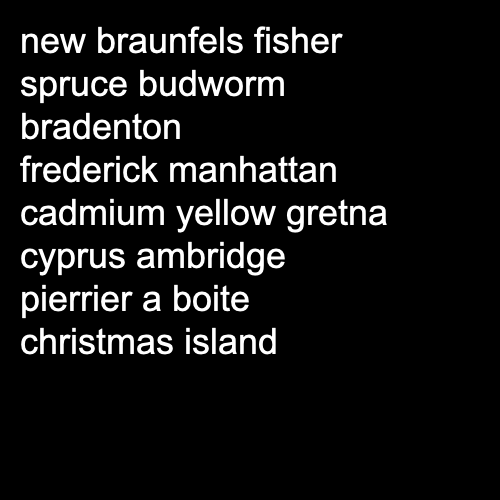 new braunfels fisher
spruce budworm
bradenton
frederick manhattan
cadmium yellow gretna
cyprus ambridge
pierrier a boite
christmas island